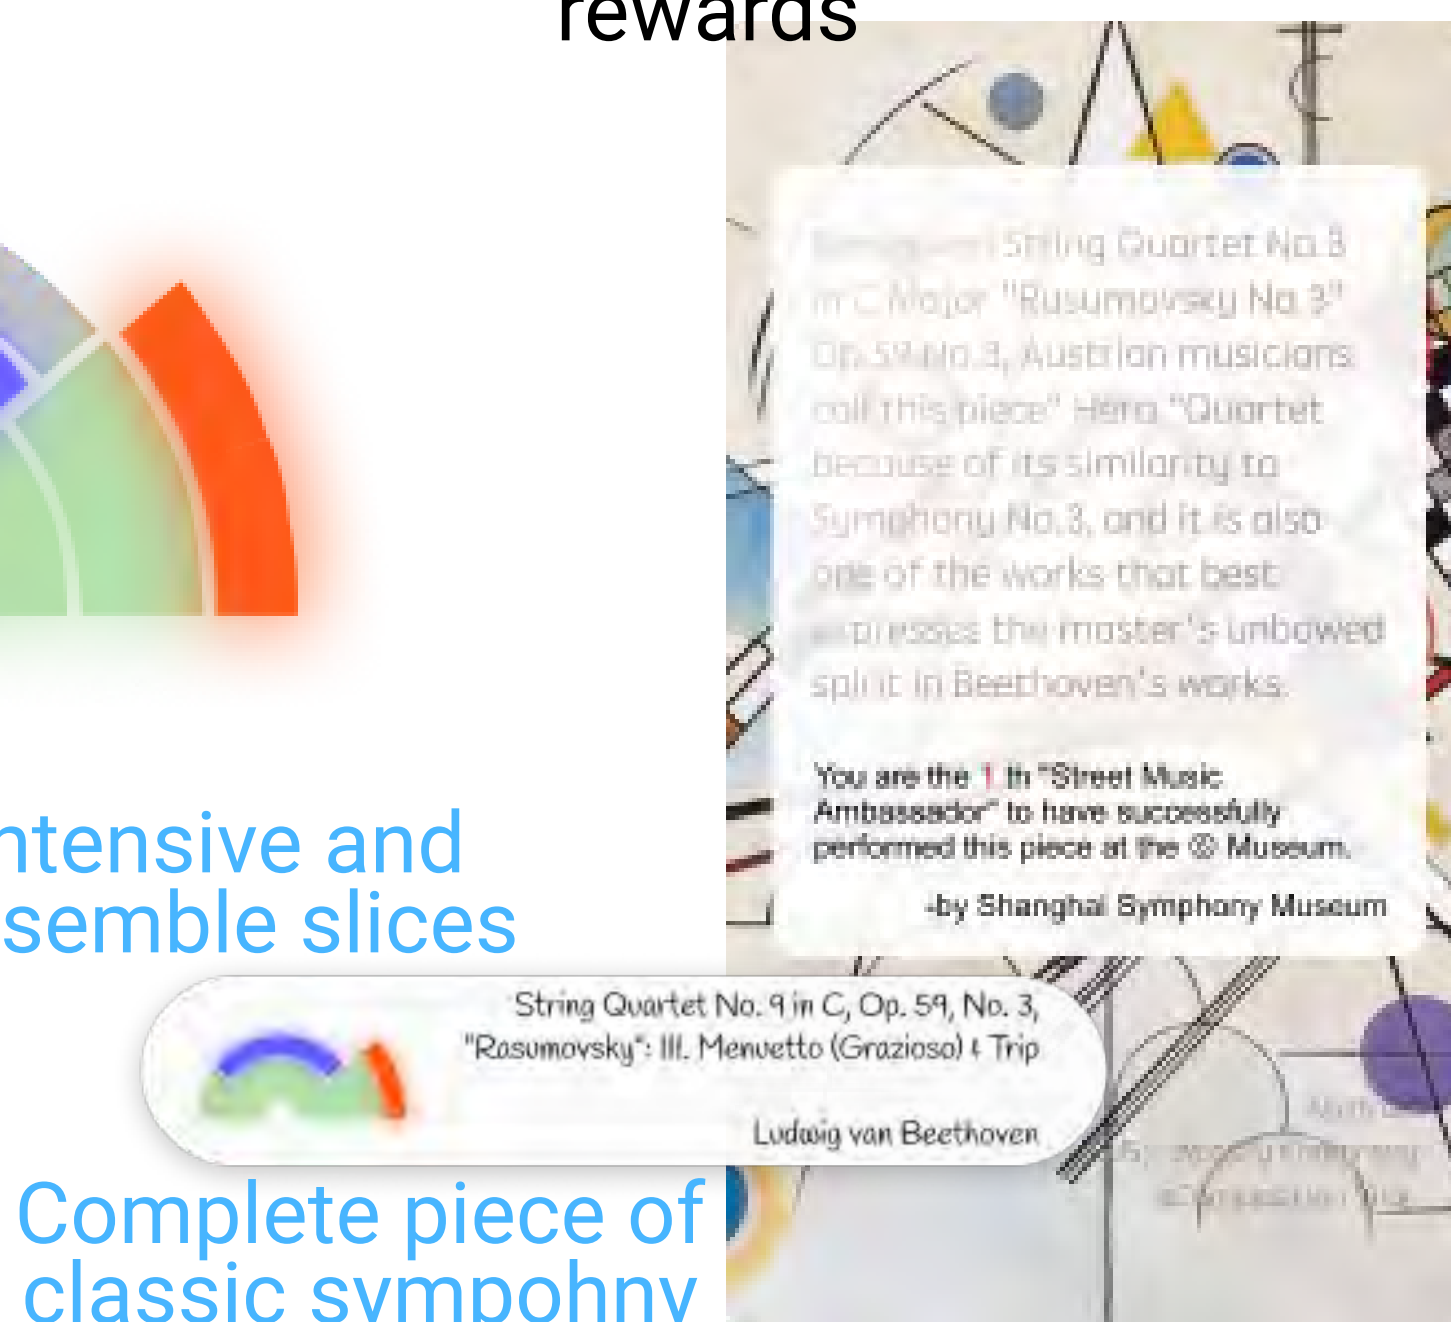 rewards
String Quartet No.3
in C Major "Rusumovsky No.3"
Op.59.No.3, Austrian musicians
call this piece" Hero "Quartet
because of its similarity to
Symphony No.3, and it is also
one of the works that best
expresses the master's unbowed
spirit in Beethoven's works.
You are the 1 th "Street Music
Ambassador" to have successfully
performed this piece at the Museum.
-by Shanghai Symphony Museum
ntensive and
semble slices
String Quartet No. 9 in C, Op. 59, No. 3,
"Rasumovsky": III. Menuetto (Grazioso) & Trip
Ludwig van Beethoven
Complete piece of
classic sympohny